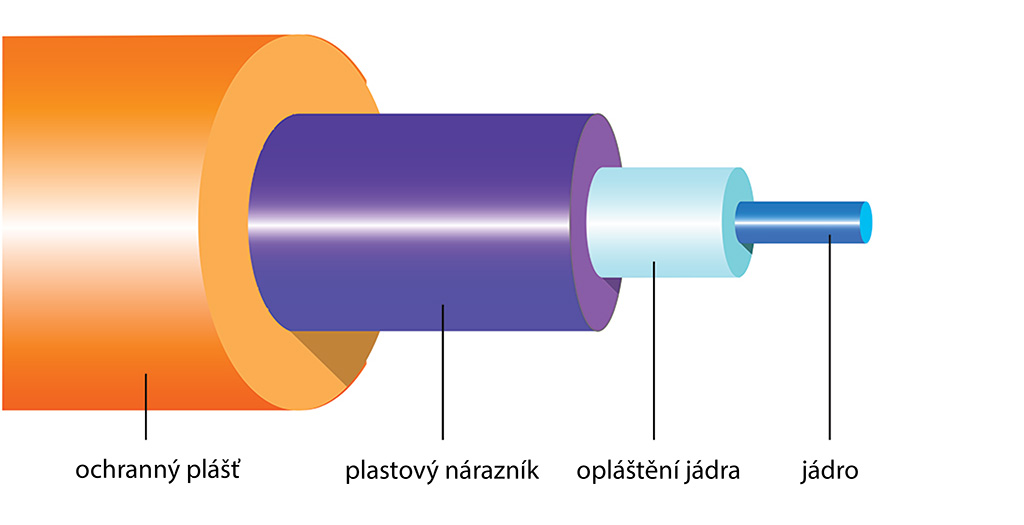 ochranný plášť
plastový nárazník
opláštění jádra
jádro